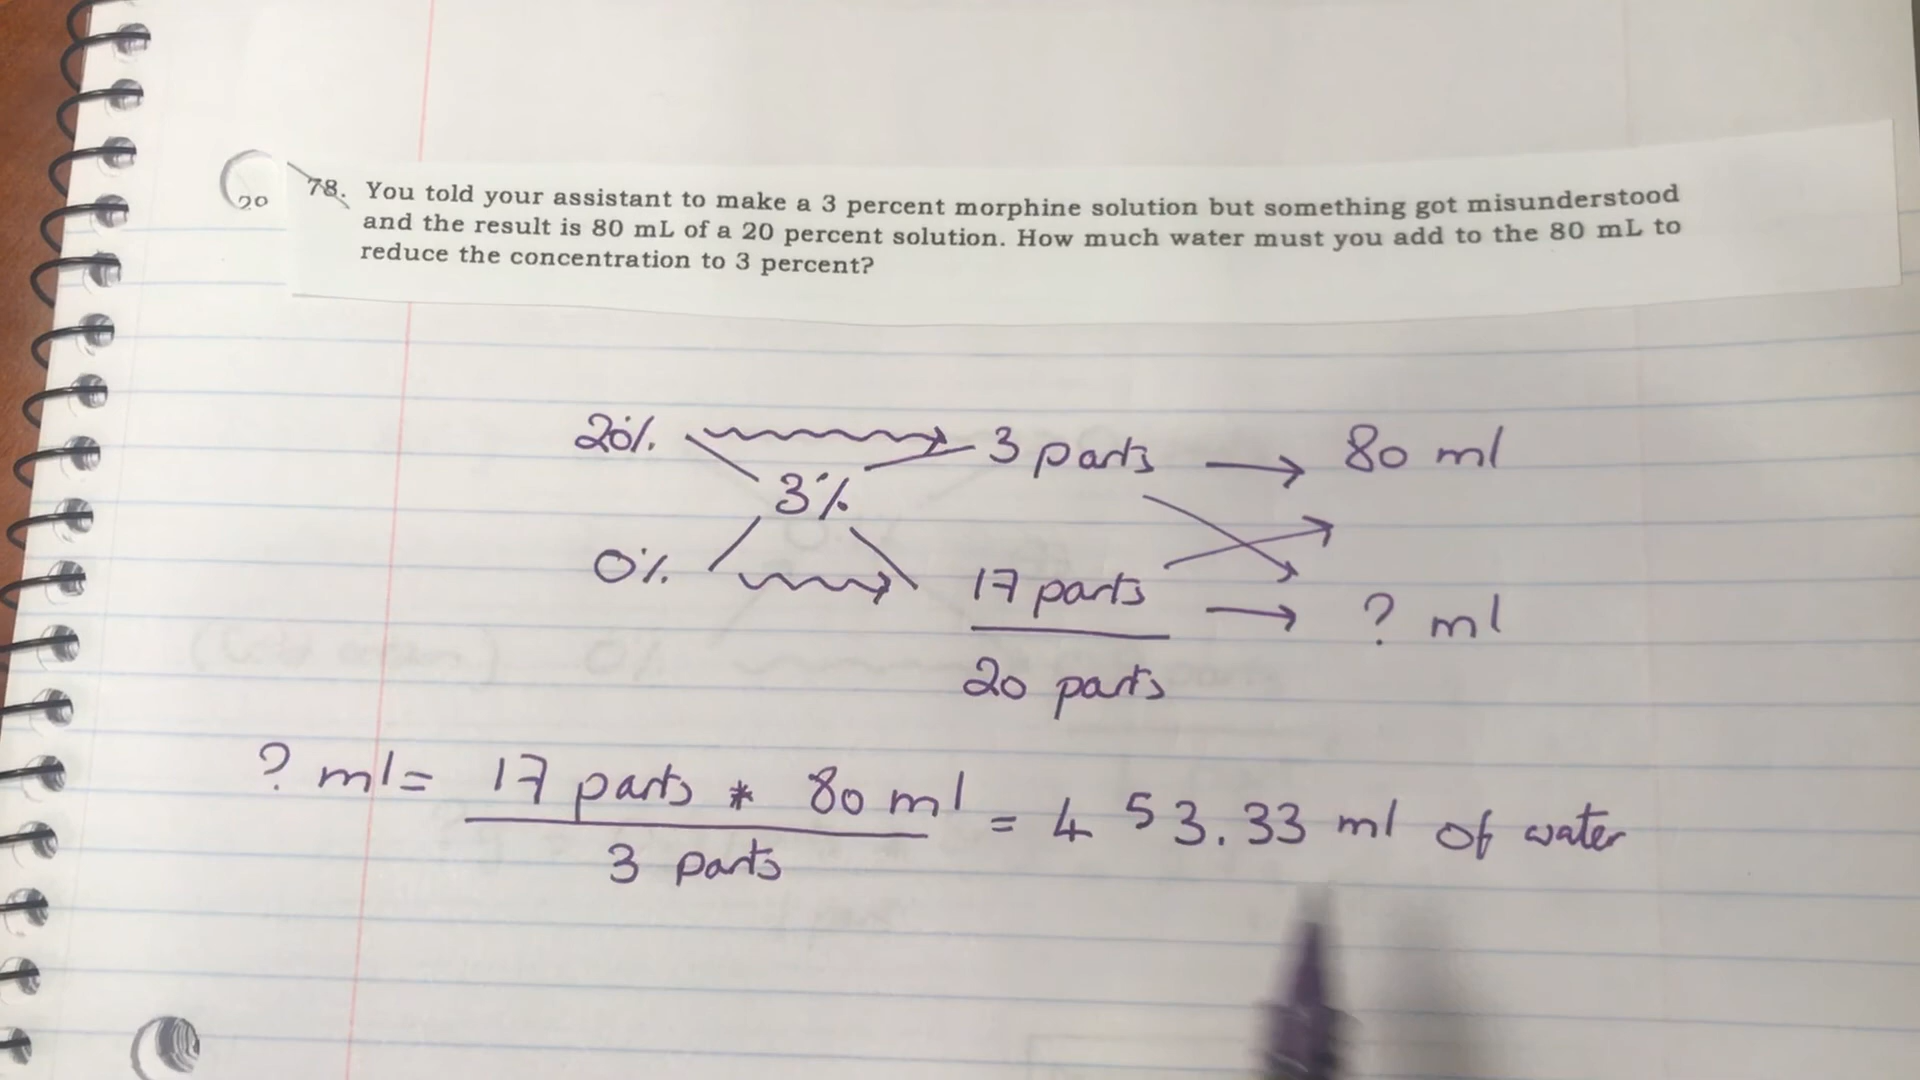 20
78. You told your assistant to make a 3 percent morphine solution but something got misunderstood
and the result is 80 mL of a 20 percent solution. How much water must you add to the 80 mL to
reduce the concentration to 3 percent?
20% 3 parts → 80 ml
3%
0% 17 parts → ? ml
20 parts
? ml = 17 parts * 80 ml = 453.33 ml of water
3 parts